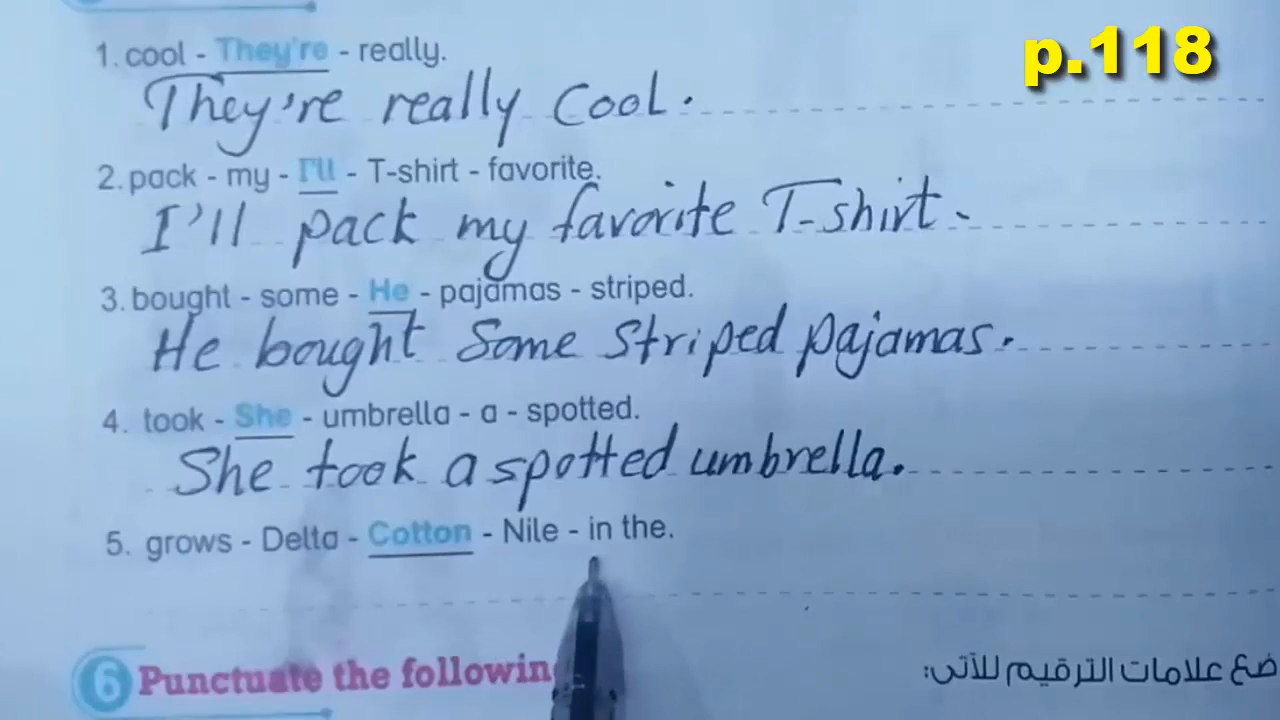 p.118
1. cool - They're - really.
They're really cool.
2. pack - my - I'll - T-shirt - favorite.
I'll pack my favorite T-shirt.
3. bought - some - He - pajamas - striped.
He bought some striped pajamas.
4. took - She - umbrella - a - spotted.
She took a spotted umbrella.
5. grows - Delta - Cotton - Nile - in the.
6 Punctuate the
ضع علامات الترقيم للآتى: